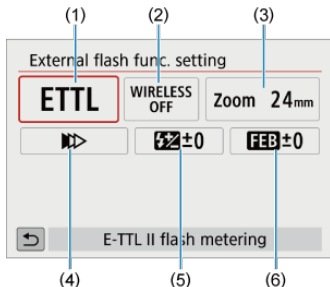 (1) (2) (3)
External flash func. setting
ETTL WIRELESS OFF Zoom 24mm
±0 FEB±0
E-TTL II flash metering
(4) (5) (6)